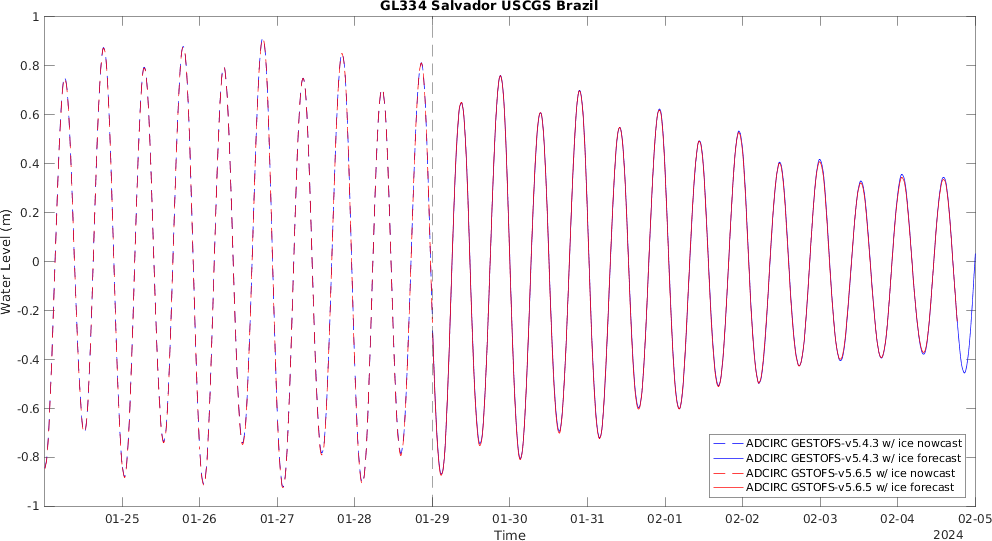 GL334 Salvador USCGS Brazil
Water Level (m)
1
0.8
0.6
0.4
0.2
0
-0.2
-0.4
-0.6
-0.8
-1
ADCIRC GESTOFS-v5.4.3 w/ ice nowcast
ADCIRC GESTOFS-v5.4.3 w/ ice forecast
ADCIRC GSTOFS-v5.6.5 w/ ice nowcast
ADCIRC GSTOFS-v5.6.5 w/ ice forecast
01-25 01-26 01-27 01-28 01-29 01-30 01-31 02-01 02-02 02-03 02-04 02-05
Time
2024